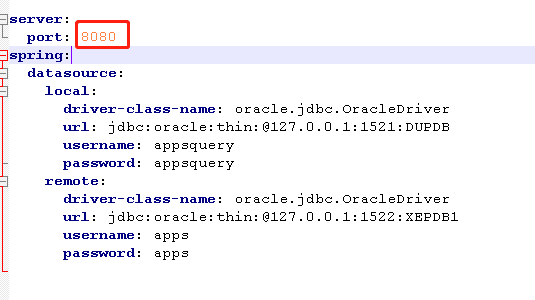 server:
  port: 8080
spring:
  datasource:
    local:
      driver-class-name: oracle.jdbc.OracleDriver
      url: jdbc:oracle:thin:@127.0.0.1:1521:DUPDB
      username: appsquery
      password: appsquery
    remote:
      driver-class-name: oracle.jdbc.OracleDriver
      url: jdbc:oracle:thin:@127.0.0.1:1522:XEPDB1
      username: apps
      password: apps